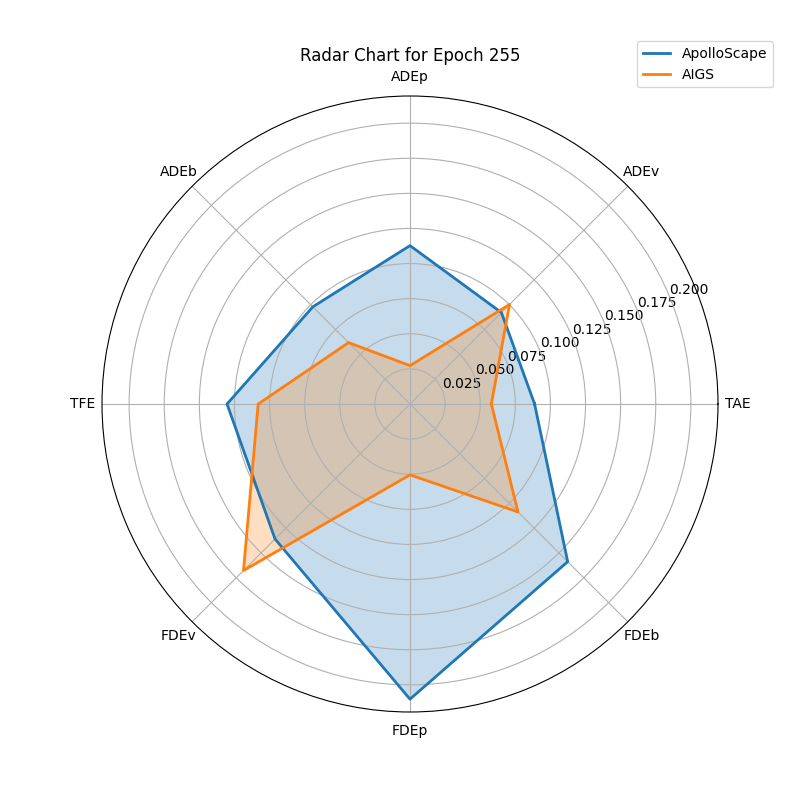 Radar Chart for Epoch 255
ApolloScape
AIGS
ADEp
ADEb
ADEv
TFE
TAE
FDEv
FDEb
FDEp
0.025
0.050
0.075
0.100
0.125
0.150
0.175
0.200